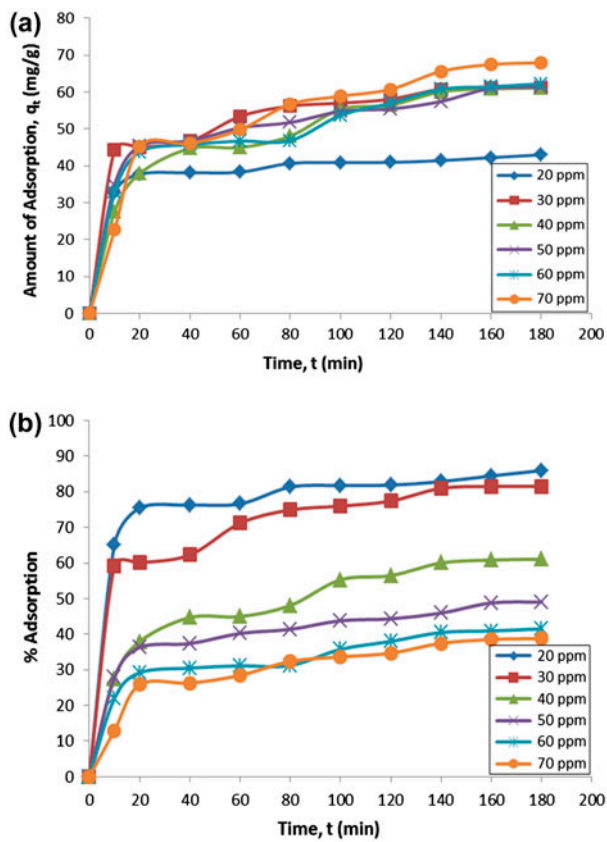 (a)
80
70
60
50
40
30
20
10
0
Amount of Adsorption, qt (mg/g)
20 ppm
30 ppm
40 ppm
50 ppm
60 ppm
70 ppm
0 20 40 60 80 100 120 140 160 180 200
Time, t (min)
(b)
100
90
80
70
60
50
40
30
20
10
0
% Adsorption
20 ppm
30 ppm
40 ppm
50 ppm
60 ppm
70 ppm
0 20 40 60 80 100 120 140 160 180 200
Time, t (min)